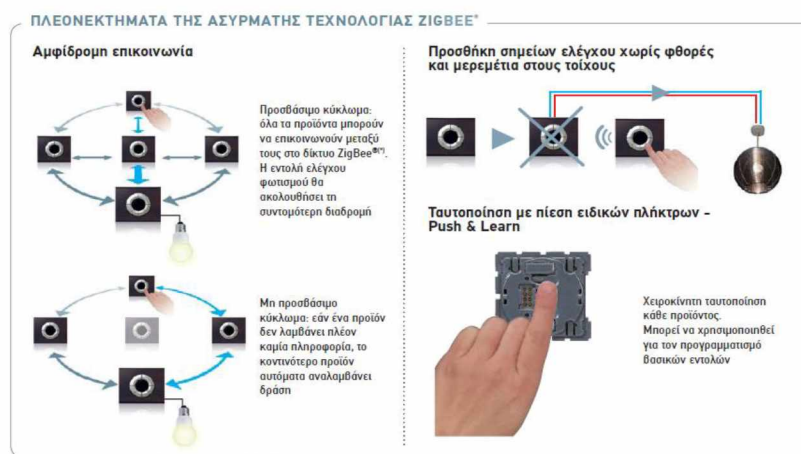 ΠΛΕΟΝΕΚΤΗΜΑΤΑ ΤΗΣ ΑΣΥΡΜΑΤΗΣ ΤΕΧΝΟΛΟΓΙΑΣ ZIGBEE®
Αμφίδρομη επικοινωνία
Προσβάσιμο κύκλωμα:
όλα τα προϊόντα μπορούν
να επικοινωνούν μεταξύ
τους στο δίκτυο ZigBee®(*).
Η εντολή ελέγχου
φωτισμού θα
ακολουθήσει τη
συντομότερη διαδρομή
Μη προσβάσιμο
κύκλωμα: εάν ένα προϊόν
δεν λαμβάνει πλέον
καμία πληροφορία, το
κοντινότερο προϊόν
αυτόματα αναλαμβάνει
δράση
Προσθήκη σημείων ελέγχου χωρίς φθορές
και μερεμέτια στους τοίχους
Ταυτοποίηση με πίεση ειδικών πλήκτρων -
Push & Learn
Χειροκίνητη ταυτοποίηση
κάθε προϊόντος.
Μπορεί να χρησιμοποιηθεί
για τον προγραμματισμό
βασικών εντολών